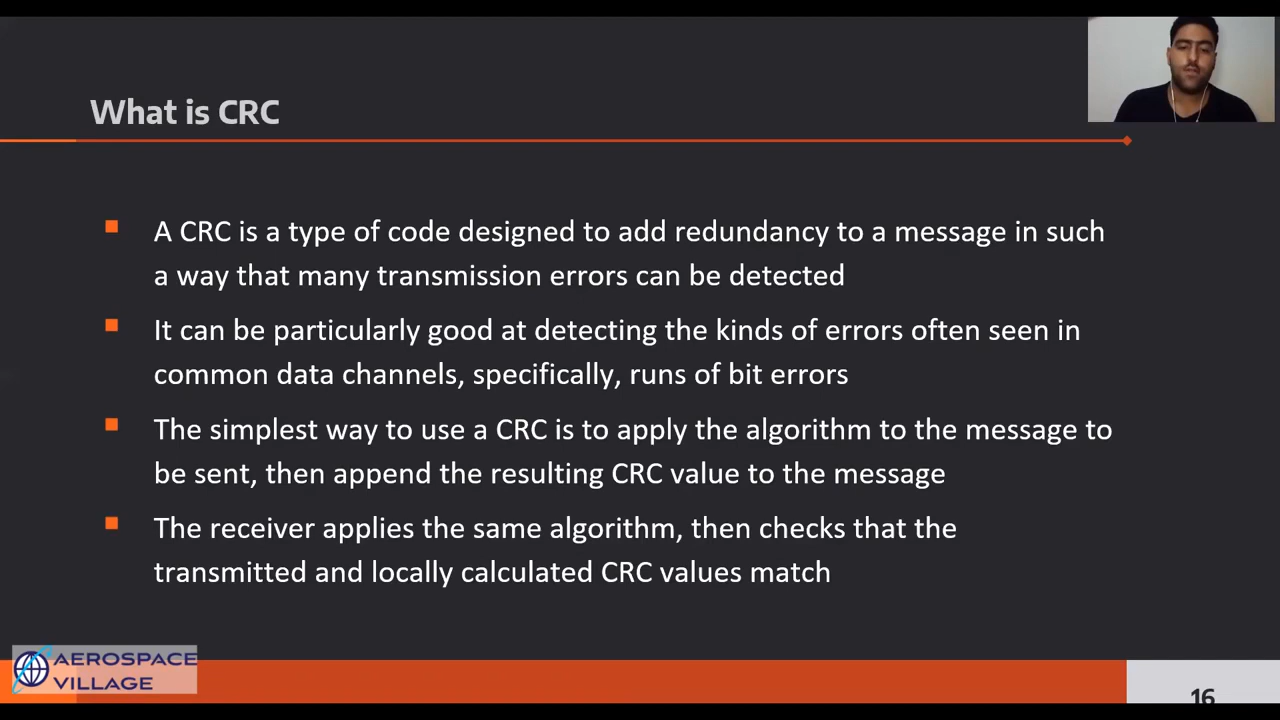 What is CRC
A CRC is a type of code designed to add redundancy to a message in such
a way that many transmission errors can be detected
It can be particularly good at detecting the kinds of errors often seen in
common data channels, specifically, runs of bit errors
The simplest way to use a CRC is to apply the algorithm to the message to
be sent, then append the resulting CRC value to the message
The receiver applies the same algorithm, then checks that the
transmitted and locally calculated CRC values match
AEROSPACE
VILLAGE
16